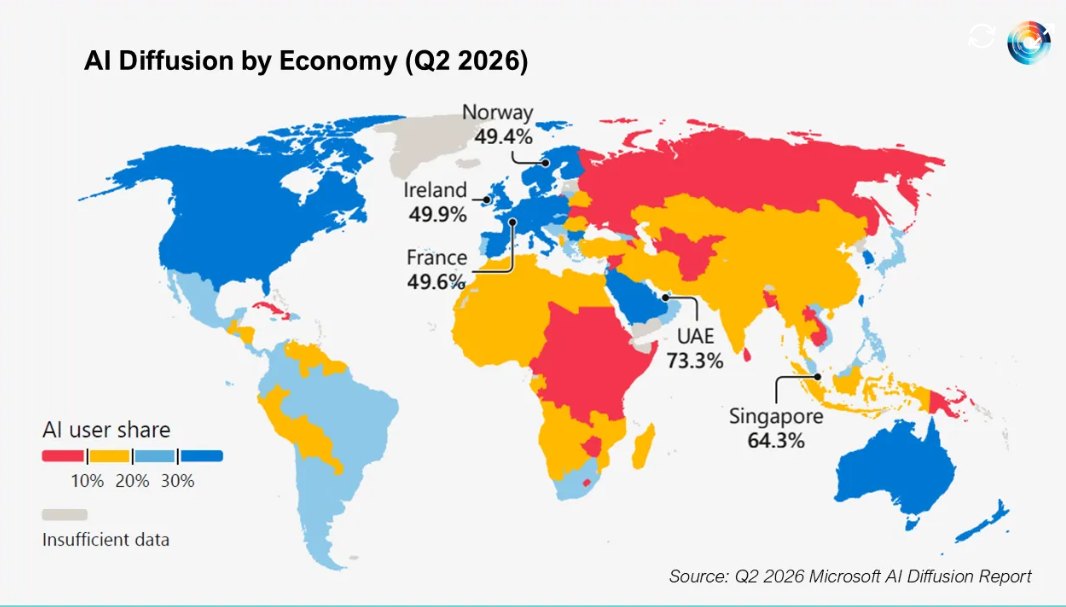 AI Diffusion by Economy (Q2 2026)
Norway
49.4%
Ireland
49.9%
France
49.6%
UAE
73.3%
Singapore
64.3%
AI user share
10% 20% 30%
Insufficient data
Source: Q2 2026 Microsoft AI Diffusion Report